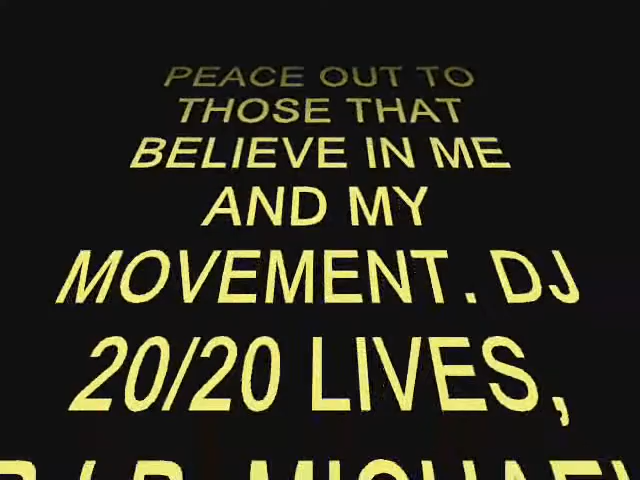 PEACE OUT TO
THOSE THAT
BELIEVE IN ME
AND MY
MOVEMENT. DJ
20/20 LIVES,